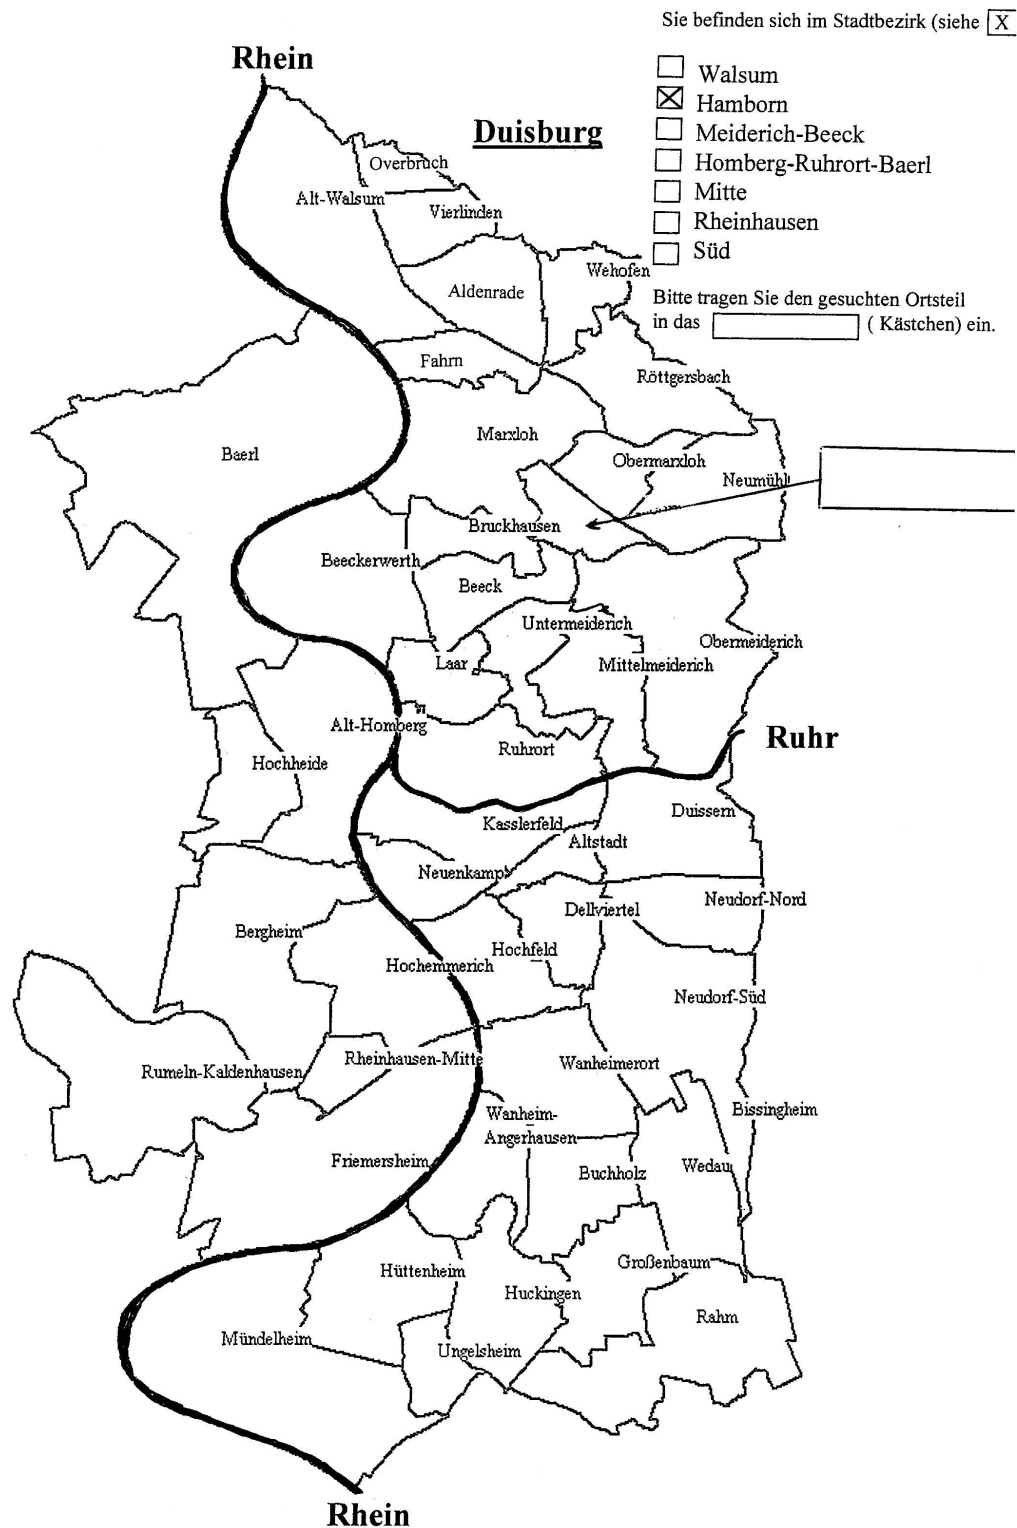 Sie befinden sich im Stadtbezirk (siehe X
Rhein
Walsum
Hamborn
Duisburg
Meiderich-Beeck
Overbruch
Homberg-Ruhrort-Baerl
Alt-Walsum
Mitte
Vierlinden
Rheinhausen
Süd
Wehofen
Aldenrade
Bitte tragen Sie den gesuchten Ortsteil
in das ( Kästchen) ein.
Fahrn
Röttgersbach
Marxloh
Baerl
Obermarxloh
Neumühl
Bruckhausen
Beeckerwerth
Beeck
Untermeiderich
Obermeiderich
Laar
Mittelmeiderich
Alt-Homberg
Ruhrort
Ruhr
Hochheide
Duissern
Kasslerfeld
Altstadt
Neuenkamp
Neudorf-Nord
Dellviertel
Bergheim
Hochfeld
Hochemmerich
Neudorf-Süd
Rheinhausen-Mitte
Wanheimerort
Rumeln-Kaldenhausen
Bissingheim
Wanheim-
Angerhausen
Friemersheim
Buchholz
Wedau
Großenbaum
Hüttenheim
Huckingen
Rahm
Mündelheim
Ungelsheim
Rhein